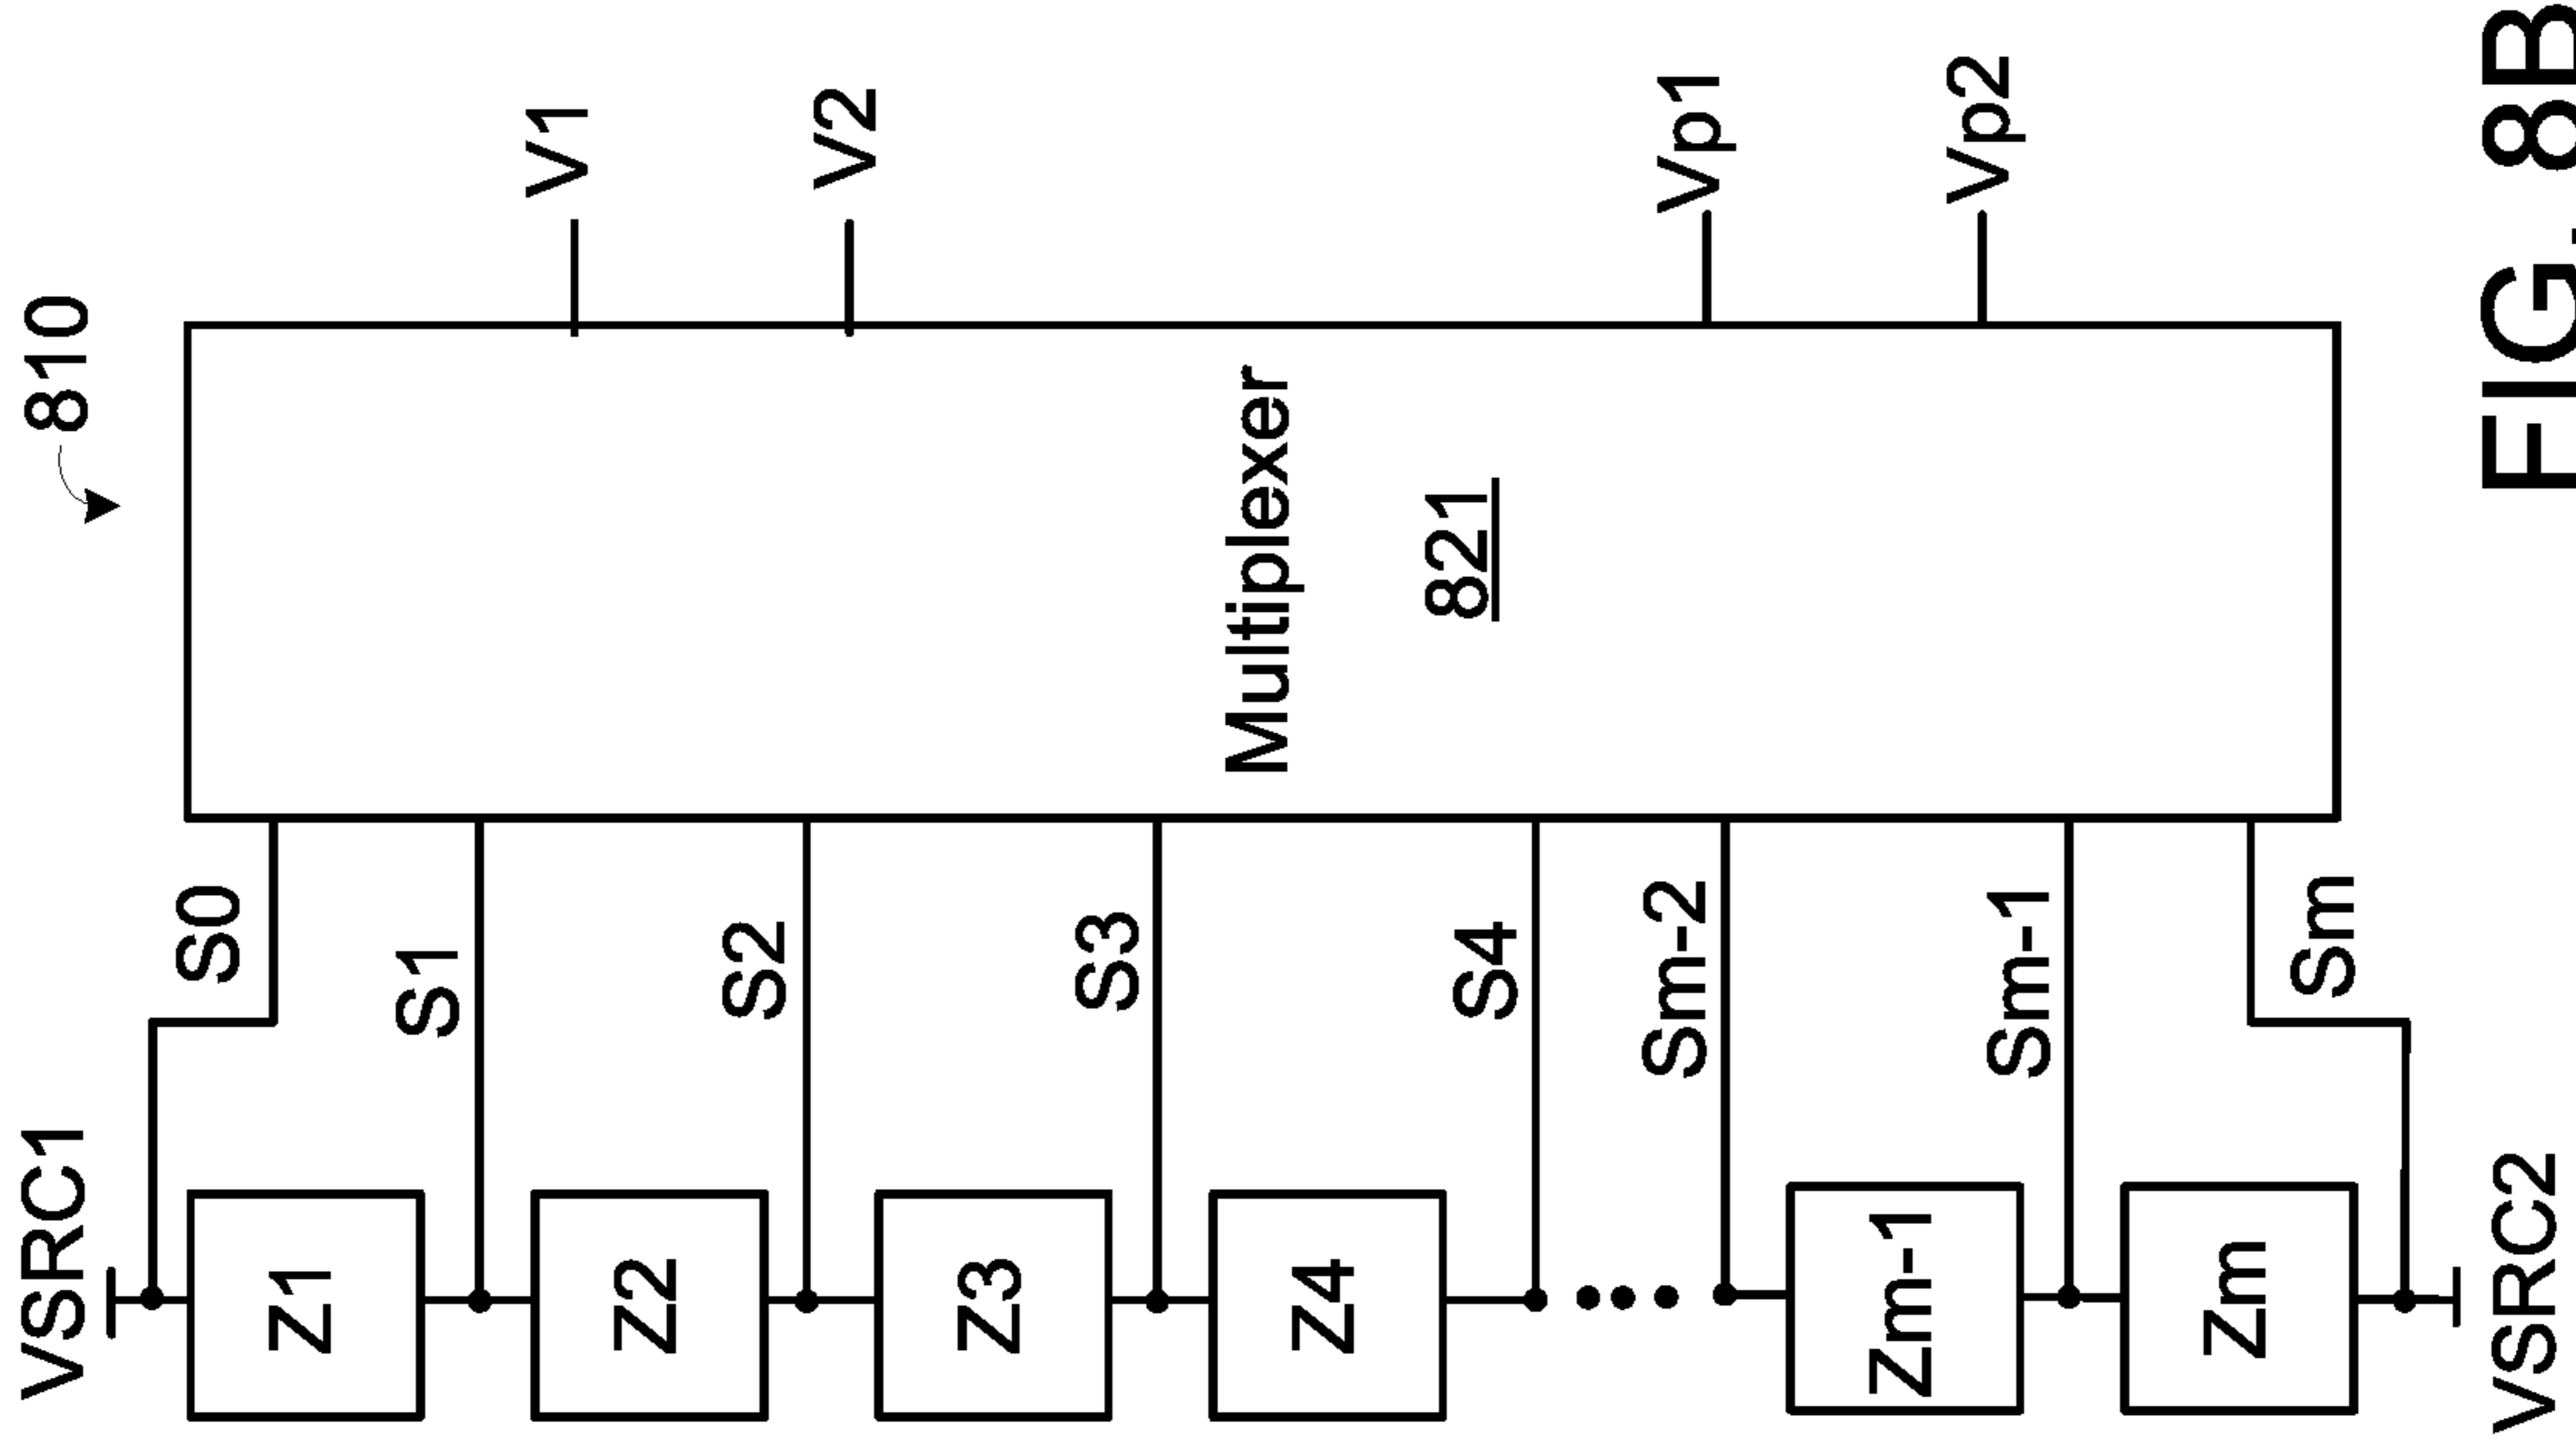 810
VSRC1
S0
Z1
S1
V1
Z2
S2
V2
Z3
S3
Multiplexer
Z4
S4
821
Sm-2
Vp1
Zm-1
Sm-1
Vp2
Zm
Sm
VSRC2
FIG. 8B